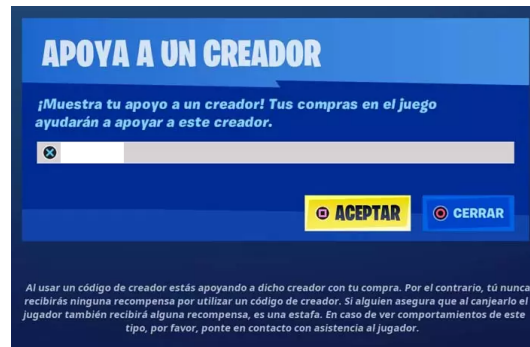 APOYA A UN CREADOR
¡Muestra tu apoyo a un creador! Tus compras en el juego
ayudarán a apoyar a este creador.
ACEPTAR
CERRAR
Al usar un código de creador estás apoyando a dicho creador con tu compra. Por el contrario, tú nunca
recibirás ninguna recompensa por utilizar un código de creador. Si alguien asegura que al canjearlo el
jugador también recibirá alguna recompensa, es una estafa. En caso de ver comportamientos de este
tipo, por favor, ponte en contacto con asistencia al jugador.